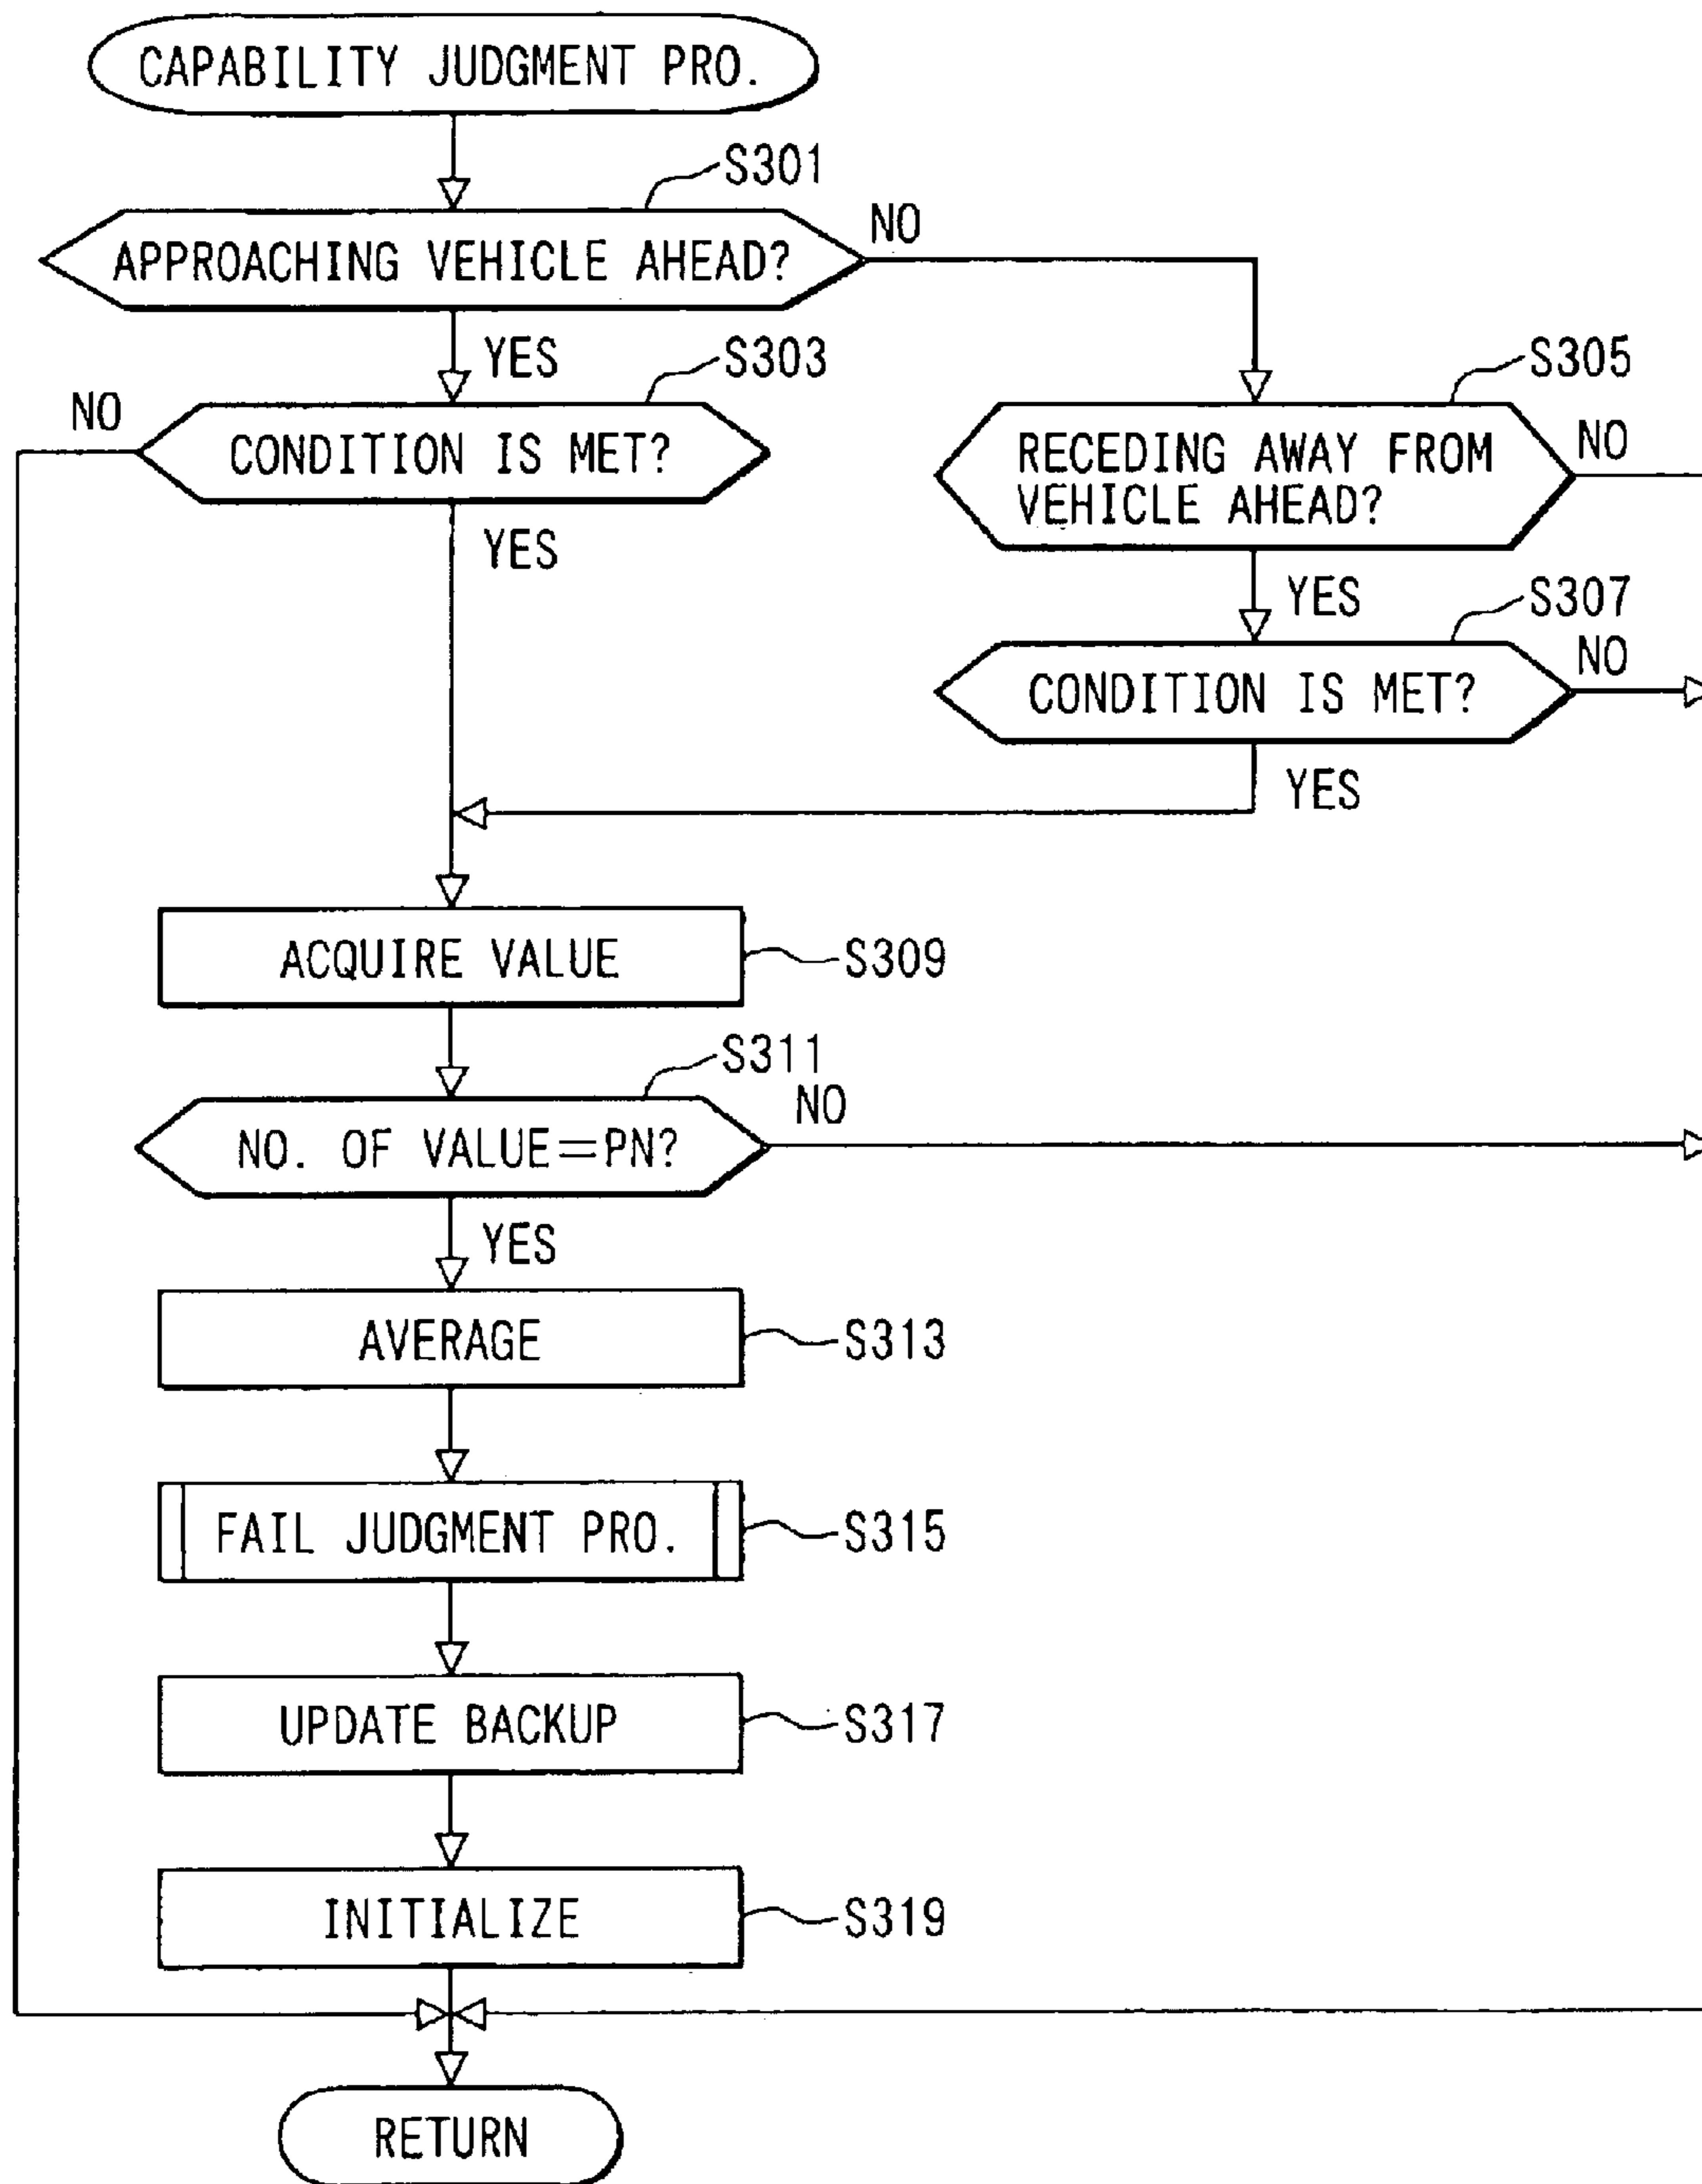 CAPABILITY JUDGMENT PRO.
S301
APPROACHING VEHICLE AHEAD?
NO
YES
S303
NO
CONDITION IS MET?
YES
S305
RECEDING AWAY FROM
VEHICLE AHEAD?
NO
YES
S307
CONDITION IS MET?
NO
YES
ACQUIRE VALUE
S309
S311
NO. OF VALUE=PN?
NO
YES
AVERAGE
S313
FAIL JUDGMENT PRO.
S315
UPDATE BACKUP
S317
INITIALIZE
S319
RETURN